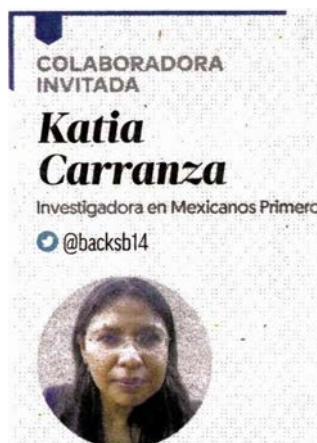 COLABORADORA
INVITADA
Katia
Carranza
Investigadora en Mexicanos Primero
@backsb14